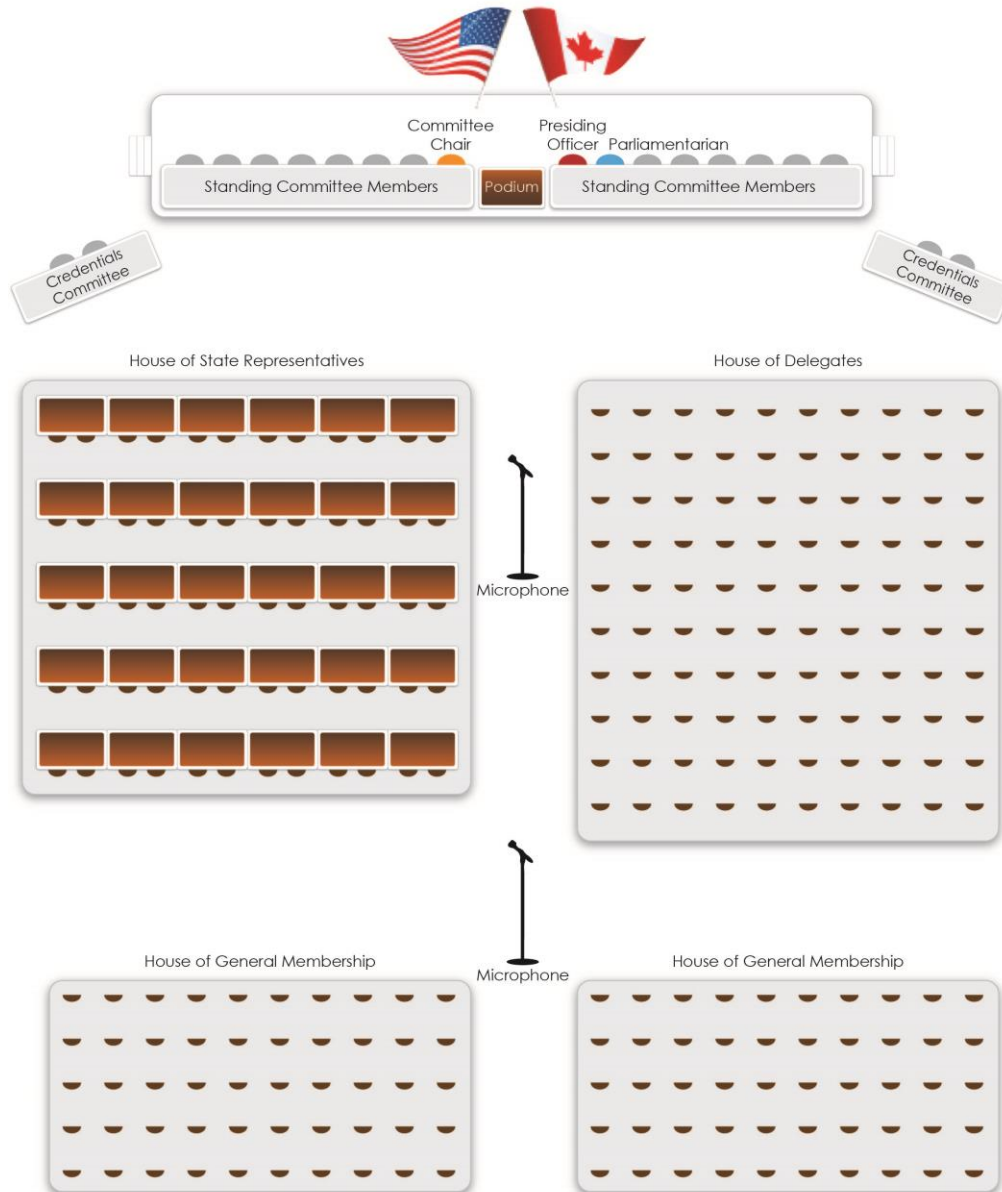 Committee
Chair
Presiding
Officer
Parliamentarian
Standing Committee Members
Podium
Standing Committee Members
Credentials
Committee
Credentials
Committee
House of State Representatives
House of Delegates
Microphone
House of General Membership
Microphone
House of General Membership